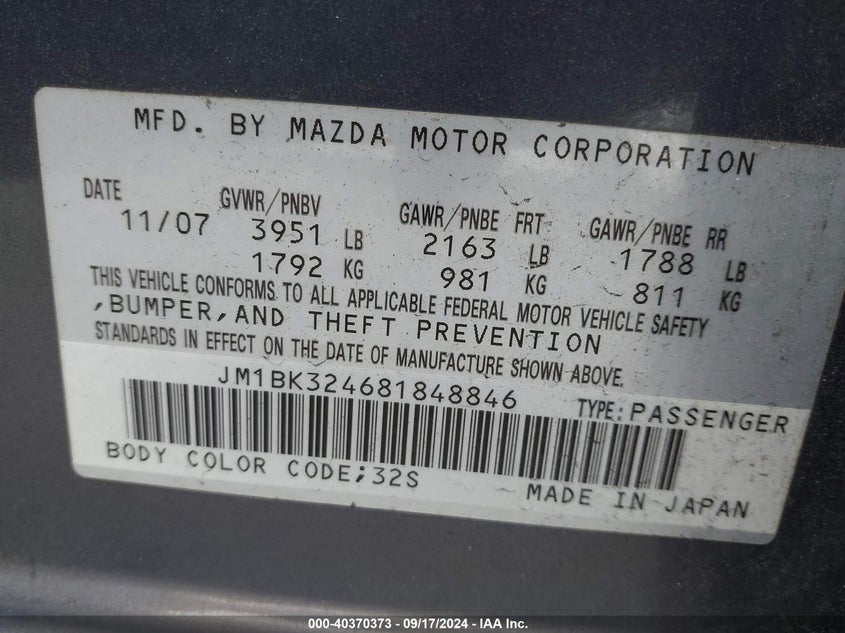 MFD. BY MAZDA MOTOR CORPORATION
DATE GVWR/PNBV GAWR/PNBE FRT GAWR/PNBE RR
11/07 3951 LB 2163 LB 1788 LB
1792 KG 981 KG 811 KG
THIS VEHICLE CONFORMS TO ALL APPLICABLE FEDERAL MOTOR VEHICLE SAFETY
,BUMPER,AND THEFT PREVENTION
STANDARDS IN EFFECT ON THE DATE OF MANUFACTURE SHOWN ABOVE.
JM1BK324681848846 TYPE:PASSENGER
BODY COLOR CODE;32S MADE IN JAPAN
000-40370373 - 09/17/2024 - IAA Inc.